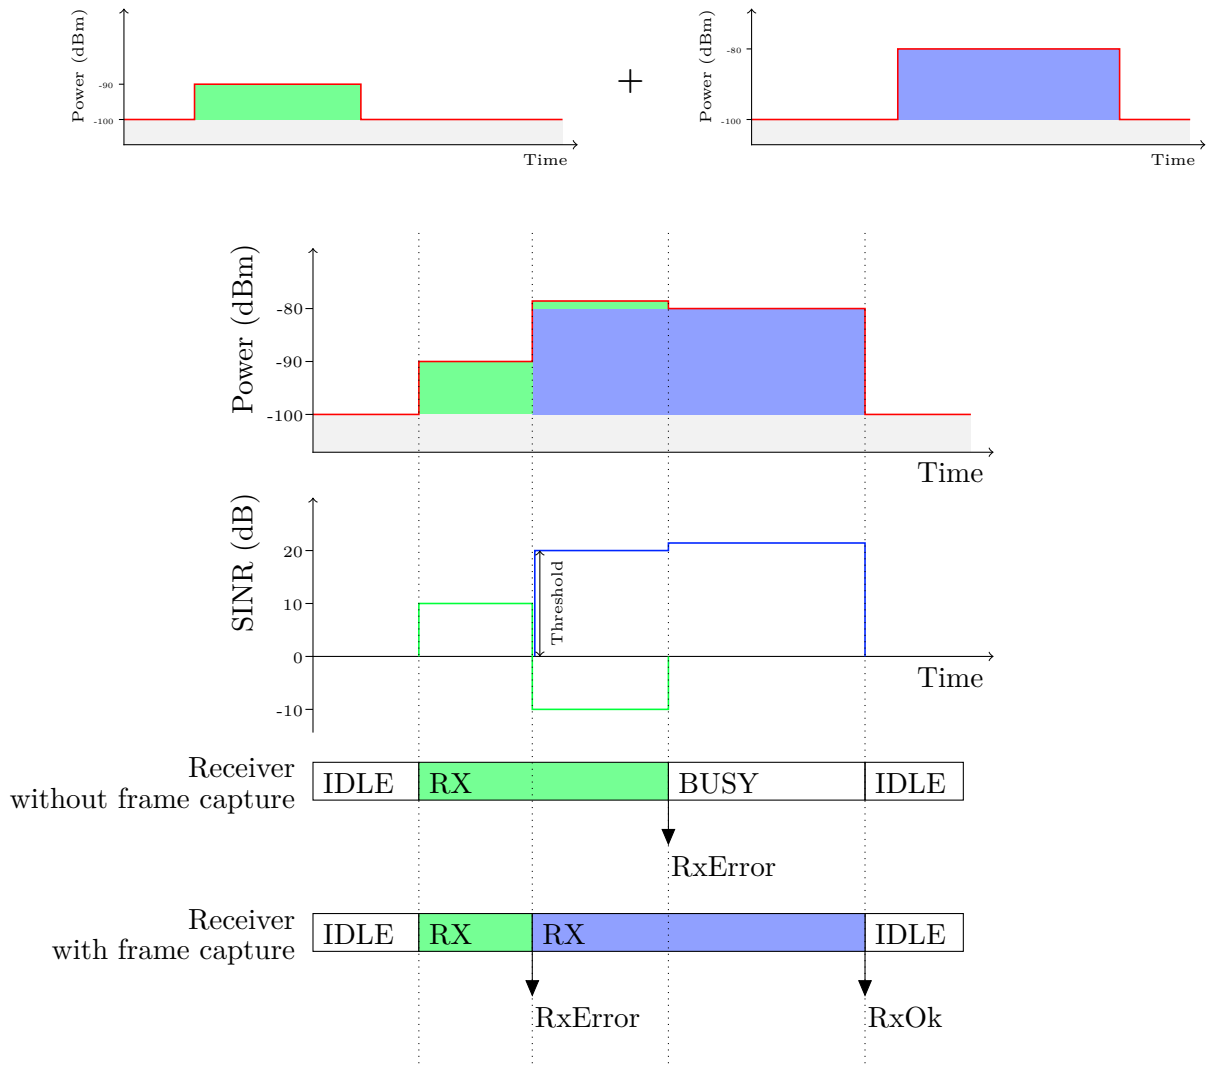 Power (dBm)
-90
-100
Time
+
Power (dBm)
-80
-100
Time
Power (dBm)
-80
-90
-100
Time
SINR (dB)
20
10
0
-10
Threshold
Time
Receiver
without frame capture
IDLE
RX
BUSY
IDLE
RxError
Receiver
with frame capture
IDLE
RX
RX
IDLE
RxError
RxOk